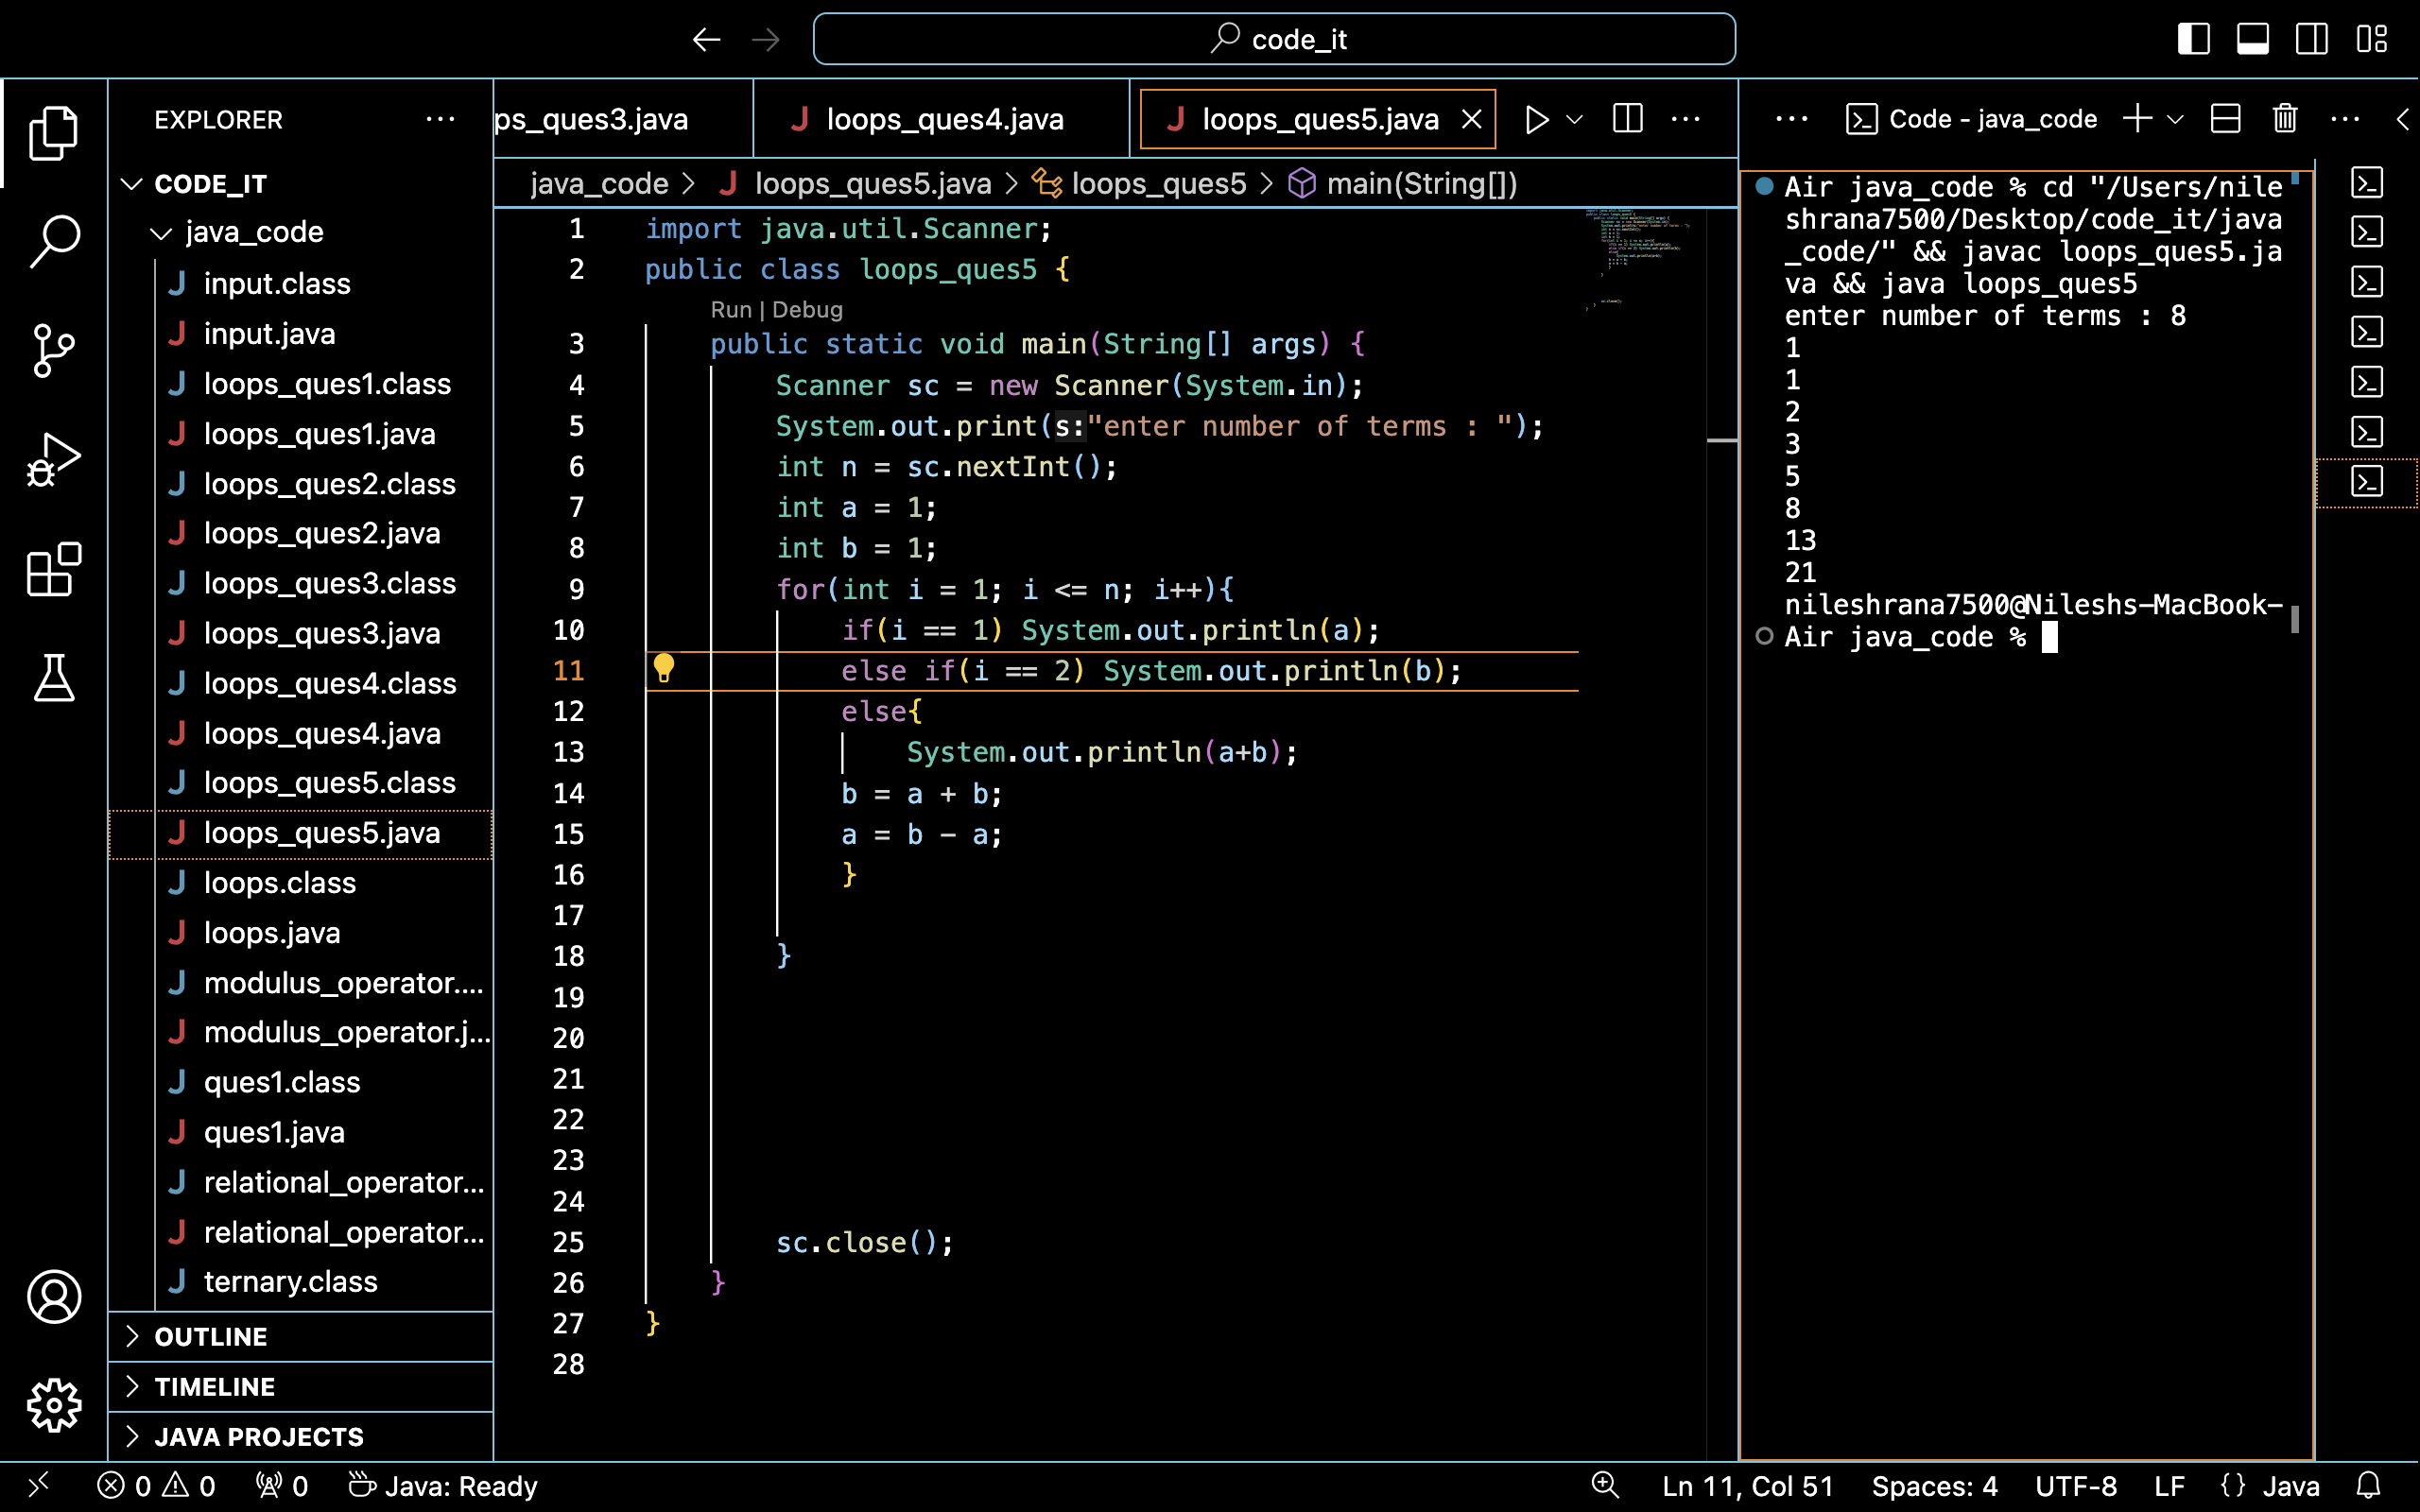 code_it
EXPLORER
CODE_IT
java_code
input.class
input.java
loops_ques1.class
loops_ques1.java
loops_ques2.class
loops_ques2.java
loops_ques3.class
loops_ques3.java
loops_ques4.class
loops_ques4.java
loops_ques5.class
loops_ques5.java
loops.class
loops.java
modulus_operator....
modulus_operator.j...
ques1.class
ques1.java
relational_operator...
relational_operator...
ternary.class
OUTLINE
TIMELINE
JAVA PROJECTS
ps_ques3.java
loops_ques4.java
loops_ques5.java
java_code > loops_ques5.java > loops_ques5 > main(String[])
1 import java.util.Scanner;
2 public class loops_ques5 {
Run | Debug
3 public static void main(String[] args) {
4 Scanner sc = new Scanner(System.in);
5 System.out.print(s:"enter number of terms : ");
6 int n = sc.nextInt();
7 int a = 1;
8 int b = 1;
9 for(int i = 1; i <= n; i++){
10 if(i == 1) System.out.println(a);
11 else if(i == 2) System.out.println(b);
12 else{
13 System.out.println(a+b);
14 b = a + b;
15 a = b - a;
16 }
17
18 }
19
20
21
22
23
24
25 sc.close();
26 }
27 }
28
Code - java_code
Air java_code % cd "/Users/nile
shrana7500/Desktop/code_it/java
_code/" && javac loops_ques5.ja
va && java loops_ques5
enter number of terms : 8
1
1
2
3
5
8
13
21
nileshrana7500@Nileshs-MacBook-
Air java_code %
0 0 0 Java: Ready
Ln 11, Col 51 Spaces: 4 UTF-8 LF {} Java